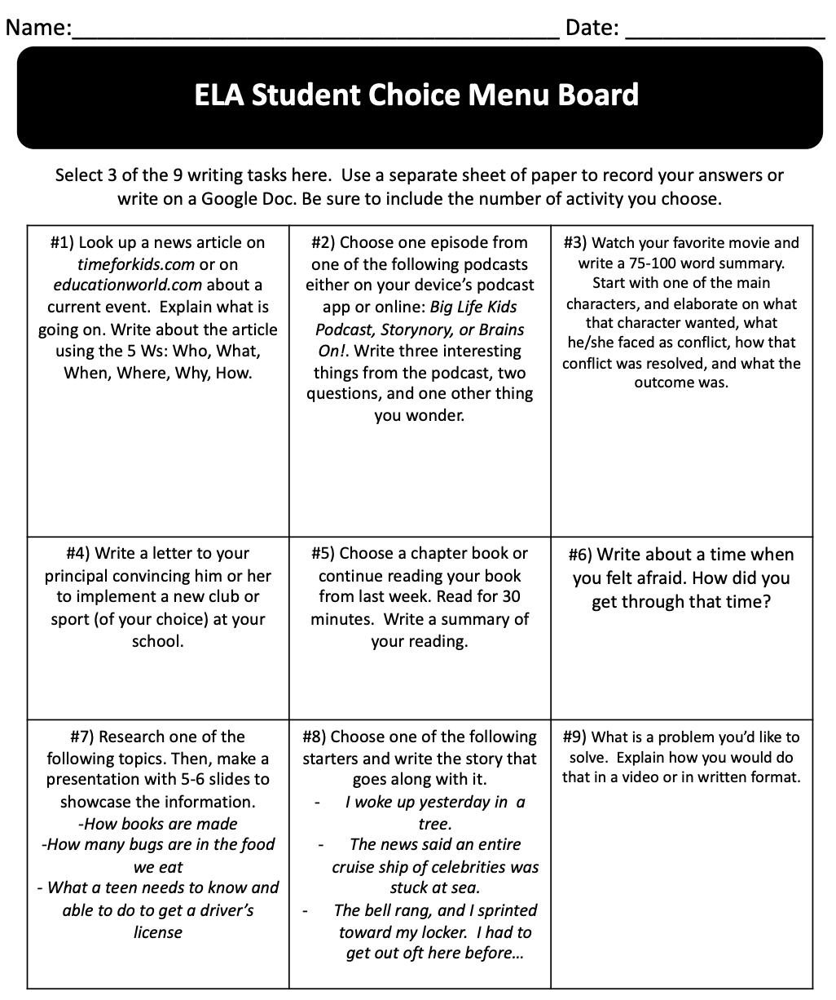 Name:________________________________________ Date: ________________
ELA Student Choice Menu Board
Select 3 of the 9 writing tasks here.  Use a separate sheet of paper to record your answers or
write on a Google Doc. Be sure to include the number of activity you choose.
#1) Look up a news article on
timeforkids.com or on
educationworld.com about a
current event.  Explain what is
going on. Write about the article
using the 5 Ws: Who, What,
When, Where, Why, How.
#2) Choose one episode from
one of the following podcasts
either on your device’s podcast
app or online: Big Life Kids
Podcast, Storynory, or Brains
On!. Write three interesting
things from the podcast, two
questions, and one other thing
you wonder.
#3) Watch your favorite movie and
write a 75-100 word summary.
Start with one of the main
characters, and elaborate on what
that character wanted, what
he/she faced as conflict, how that
conflict was resolved, and what the
outcome was.
#4) Write a letter to your
principal convincing him or her
to implement a new club or
sport (of your choice) at your
school.
#5) Choose a chapter book or
continue reading your book
from last week. Read for 30
minutes.  Write a summary of
your reading.
#6) Write about a time when
you felt afraid. How did you
get through that time?
#7) Research one of the
following topics. Then, make a
presentation with 5-6 slides to
showcase the information.
-How books are made
-How many bugs are in the food
we eat
- What a teen needs to know and
able to do to get a driver’s
license
#8) Choose one of the following
starters and write the story that
goes along with it.
- I woke up yesterday in  a
tree.
- The news said an entire
cruise ship of celebrities was
stuck at sea.
- The bell rang, and I sprinted
toward my locker.  I had to
get out oft here before…
#9) What is a problem you’d like to
solve.  Explain how you would do
that in a video or in written format.